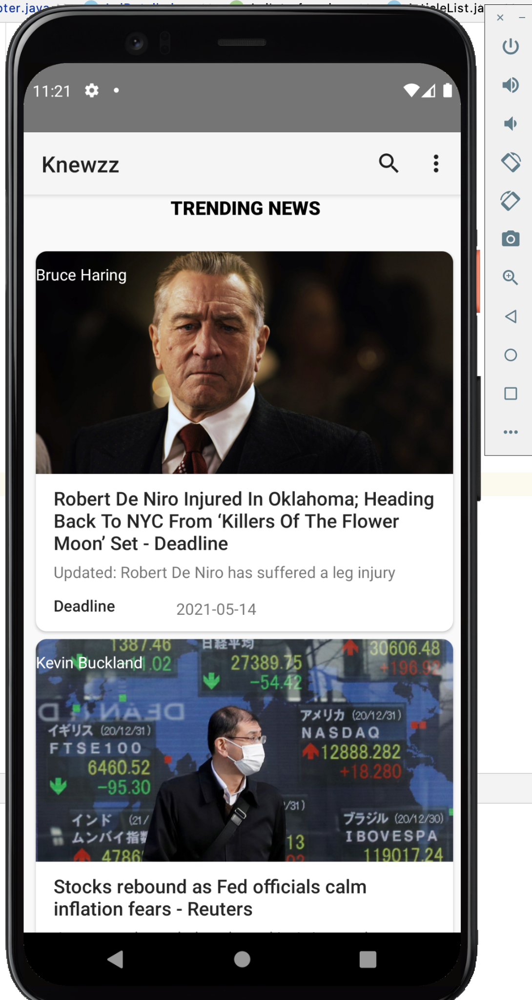 pter.java
ArticleList.ja
11:21
Knewzz
TRENDING NEWS
Bruce Haring
Robert De Niro Injured In Oklahoma; Heading
Back To NYC From ‘Killers Of The Flower
Moon’ Set - Deadline
Updated: Robert De Niro has suffered a leg injury
Deadline 2021-05-14
1387.46 日経平均 30606.48
Kevin Buckland 11.02 27389.75 +196.92
−54.42
DEAN & D
アメリカ (20/12/31)
イギリス (20/12/31) NASDAQ
FTSE100 12888.282
6460.52 +18.280
−95.30
/31)
インド (21/ ブラジル (20/12/30)
ムンバイ指数 13 IBOVESPA
4786 119017.24
Stocks rebound as Fed officials calm
inflation fears - Reuters